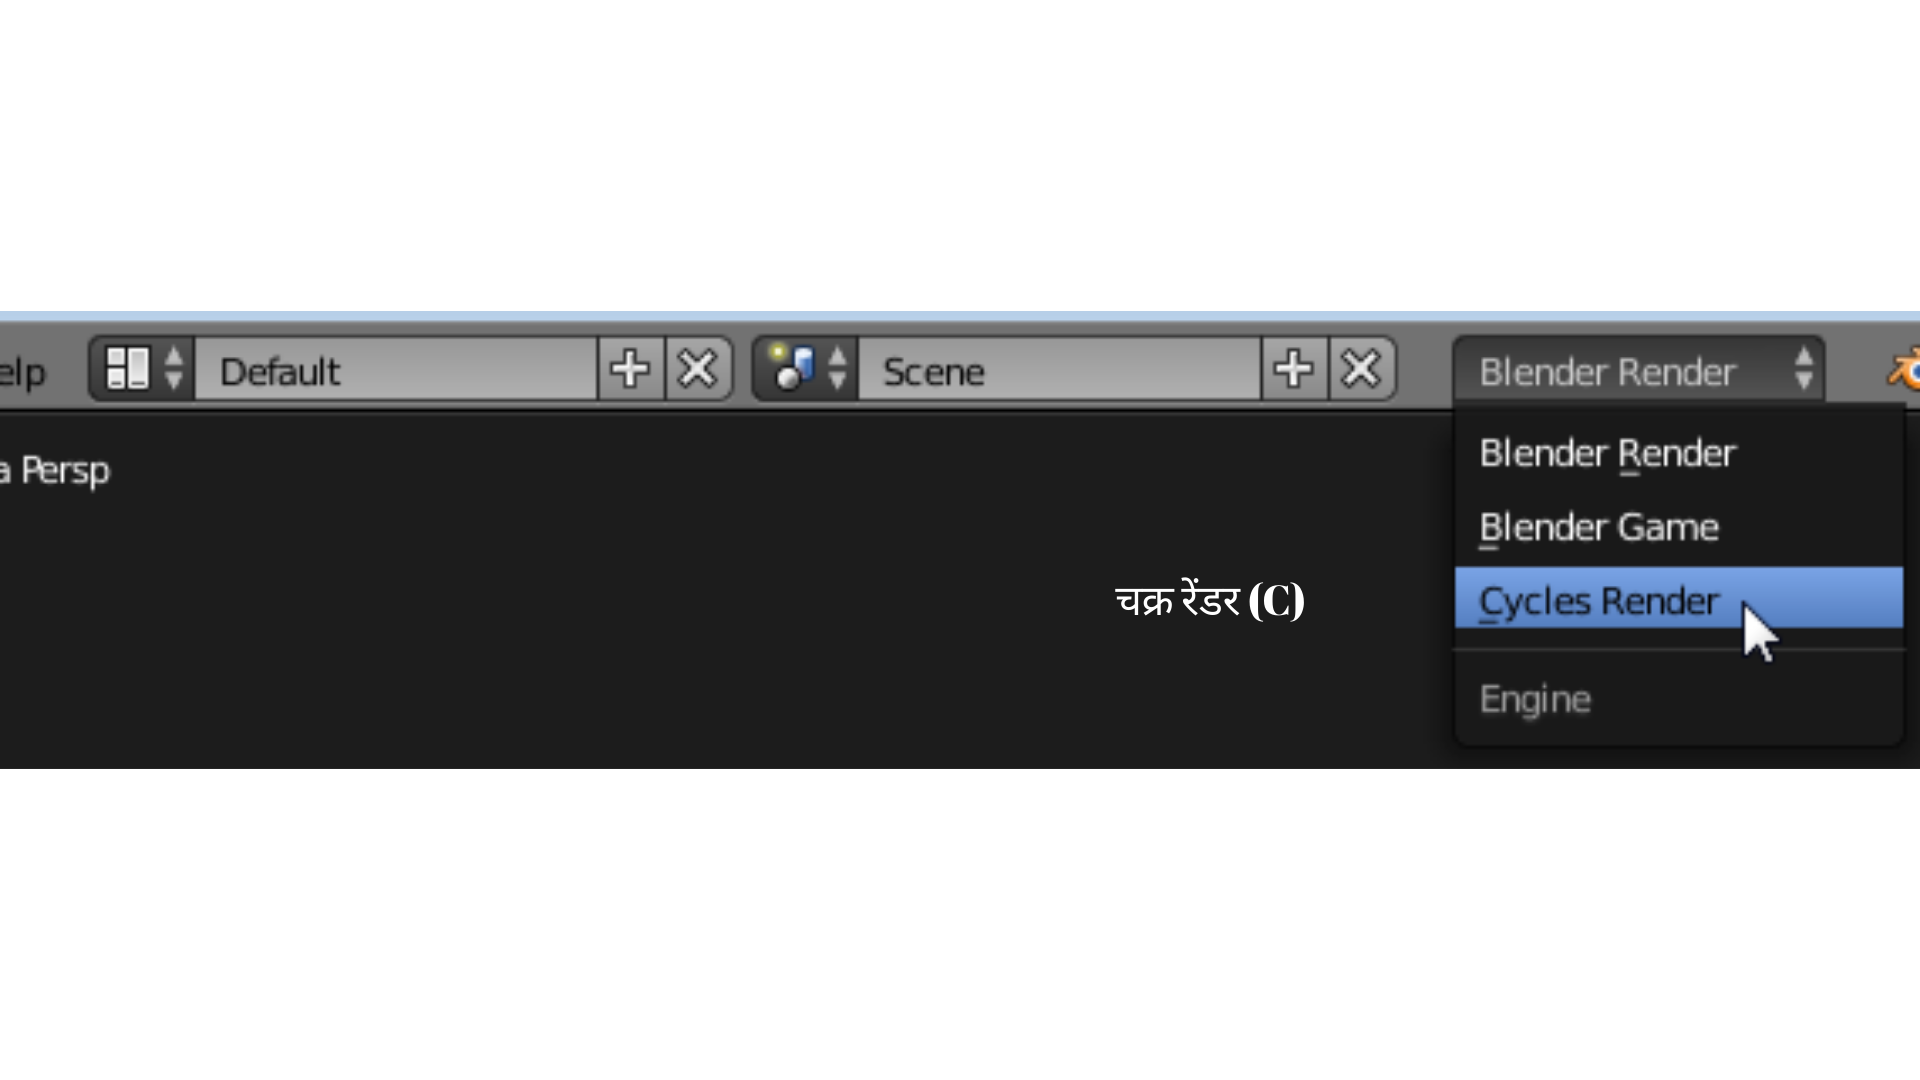 elp Default Scene Blender Render
a Persp
Blender Render
Blender Game
चक्र रेंडर (C)
Cycles Render
Engine